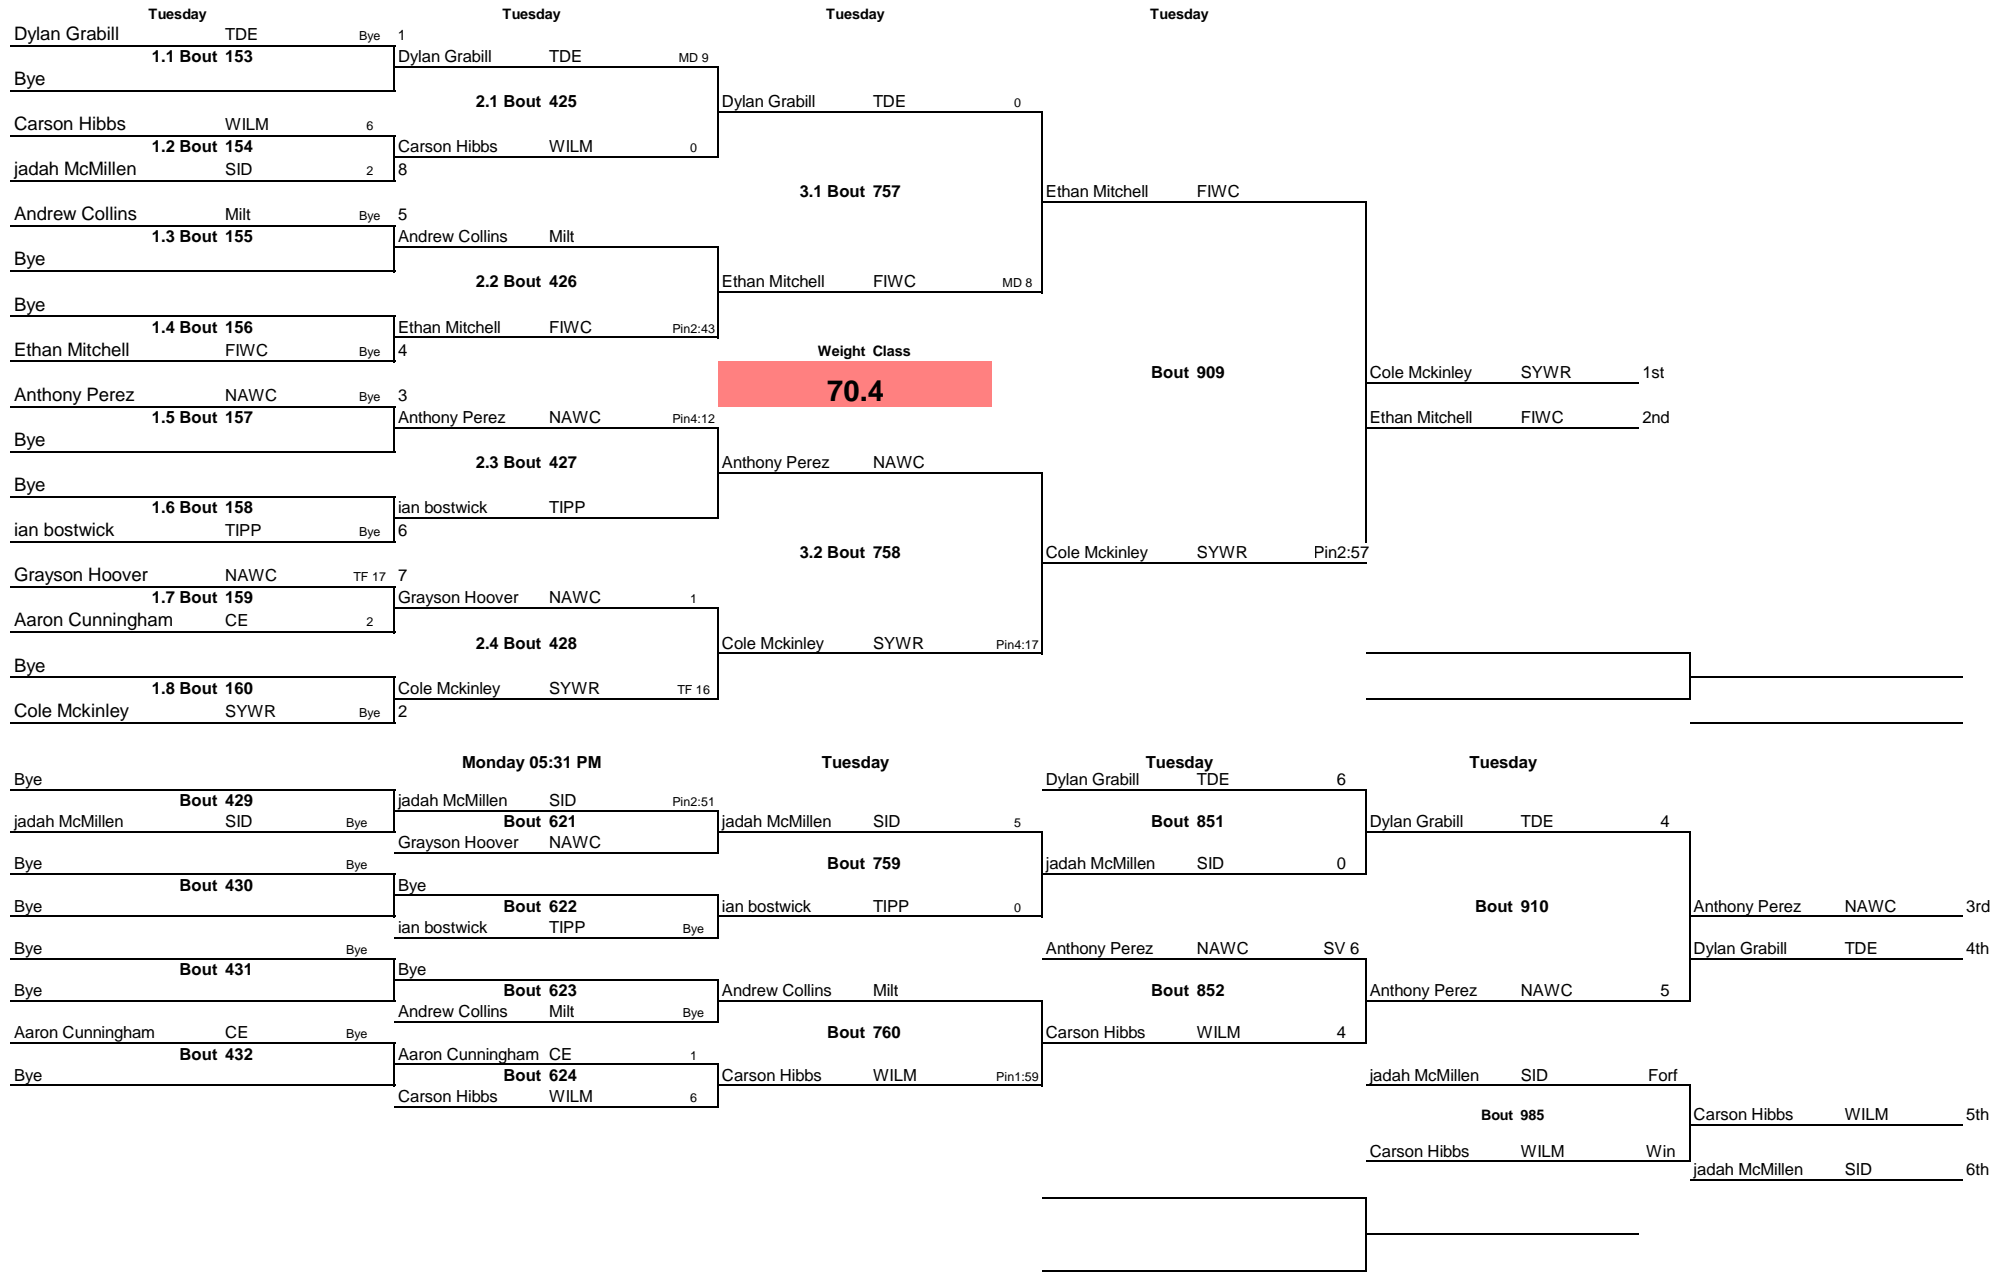 Tuesday Tuesday Tuesday Tuesday
Dylan Grabill TDE Bye 1
1.1 Bout 153 Dylan Grabill TDE MD 9
Bye
2.1 Bout 425 Dylan Grabill TDE 0
Carson Hibbs WILM 6
1.2 Bout 154 Carson Hibbs WILM 0
jadah McMillen SID 2 8
3.1 Bout 757 Ethan Mitchell FIWC
Andrew Collins Milt Bye 5
1.3 Bout 155 Andrew Collins Milt
Bye
2.2 Bout 426 Ethan Mitchell FIWC MD 8
Bye
1.4 Bout 156 Ethan Mitchell FIWC Pin2:43
Ethan Mitchell FIWC Bye 4 Weight Class
Bout 909 Cole Mckinley SYWR 1st
70.4
Anthony Perez NAWC Bye 3
1.5 Bout 157 Anthony Perez NAWC Pin4:12 Ethan Mitchell FIWC 2nd
Bye
2.3 Bout 427 Anthony Perez NAWC
Bye
1.6 Bout 158 ian bostwick TIPP
ian bostwick TIPP Bye 6
3.2 Bout 758 Cole Mckinley SYWR Pin2:57
Grayson Hoover NAWC TF 17 7
1.7 Bout 159 Grayson Hoover NAWC 1
Aaron Cunningham CE 2
2.4 Bout 428 Cole Mckinley SYWR Pin4:17
Bye
1.8 Bout 160 Cole Mckinley SYWR TF 16
Cole Mckinley SYWR Bye 2
Monday 05:31 PM Tuesday Tuesday Tuesday
Bye Dylan Grabill TDE 6
Bout 429 jadah McMillen SID Pin2:51
jadah McMillen SID Bye Bout 621 jadah McMillen SID 5 Bout 851 Dylan Grabill TDE 4
Grayson Hoover NAWC
Bye Bye Bout 759 jadah McMillen SID 0
Bout 430 Bye
Bye Bout 622 ian bostwick TIPP 0 Bout 910 Anthony Perez NAWC 3rd
ian bostwick TIPP Bye
Bye Bye Anthony Perez NAWC SV 6 Dylan Grabill TDE 4th
Bout 431 Bye
Bye Bout 623 Andrew Collins Milt Bout 852 Anthony Perez NAWC 5
Andrew Collins Milt Bye
Aaron Cunningham CE Bye Bout 760 Carson Hibbs WILM 4
Bout 432 Aaron Cunningham CE 1
Bye Bout 624 Carson Hibbs WILM Pin1:59 jadah McMillen SID Forf
Carson Hibbs WILM 6
Bout 985 Carson Hibbs WILM 5th
Carson Hibbs WILM Win
jadah McMillen SID 6th